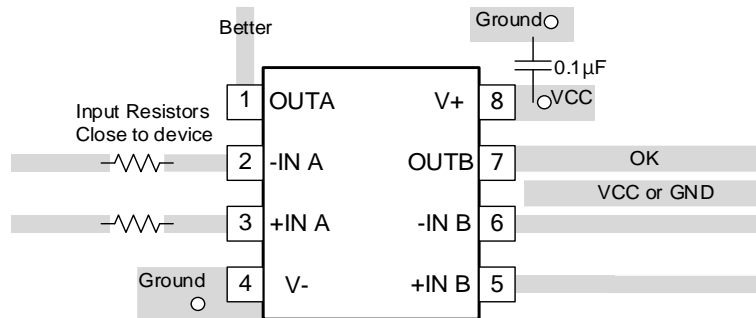 Ground
Better
0.1µF
1 OUTA V+ 8 VCC
Input Resistors
Close to device
2 -IN A OUTB 7 OK
VCC or GND
3 +IN A -IN B 6
Ground
4 V- +IN B 5